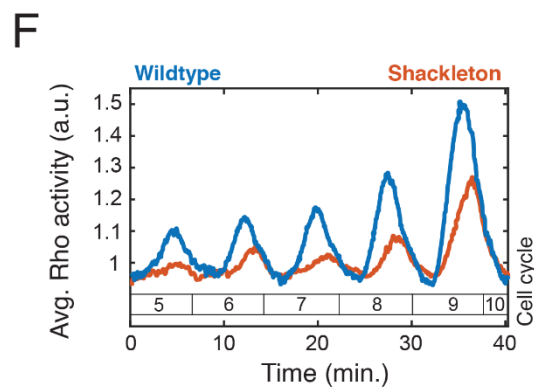 F
Wildtype Shackleton
Avg. Rho activity (a.u.)
1.5
1.4
1.3
1.2
1.1
1
5 6 7 8 9 10
Cell cycle
0 10 20 30 40
Time (min.)